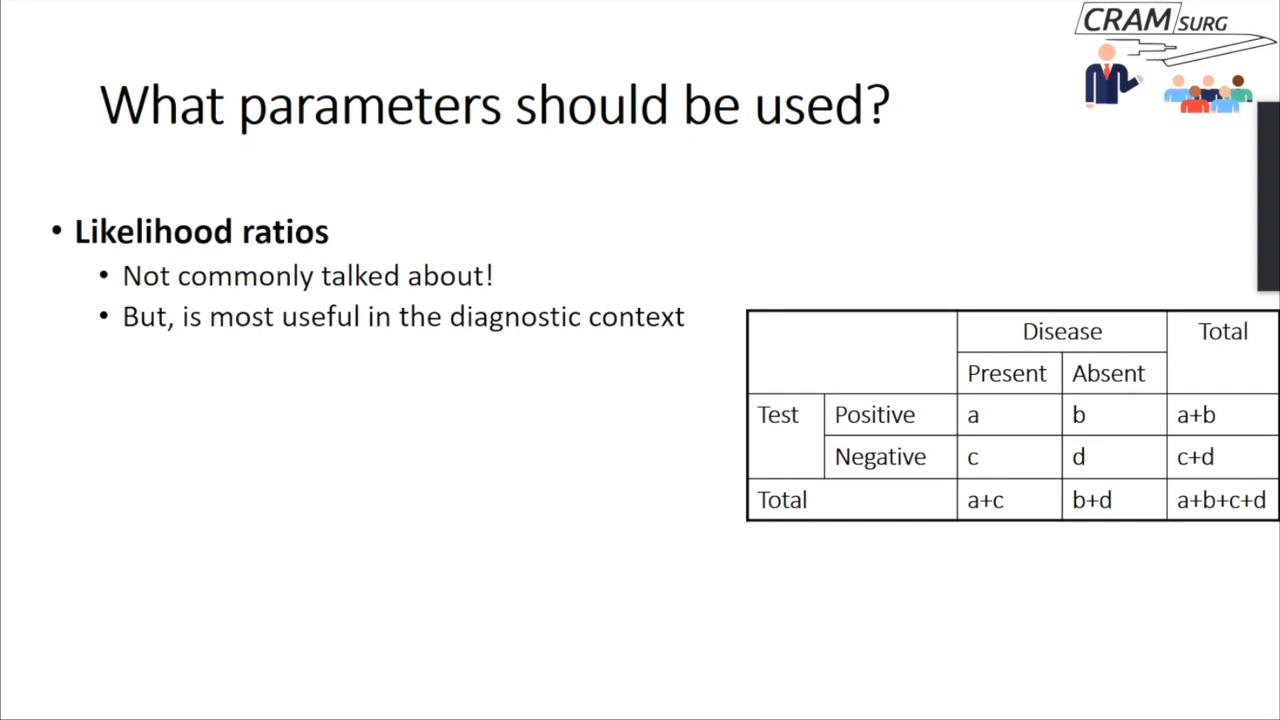 CRAM SURG
What parameters should be used?
• Likelihood ratios
• Not commonly talked about!
• But, is most useful in the diagnostic context
Disease Total
Present Absent
Test Positive a b a+b
Negative c d c+d
Total a+c b+d a+b+c+d